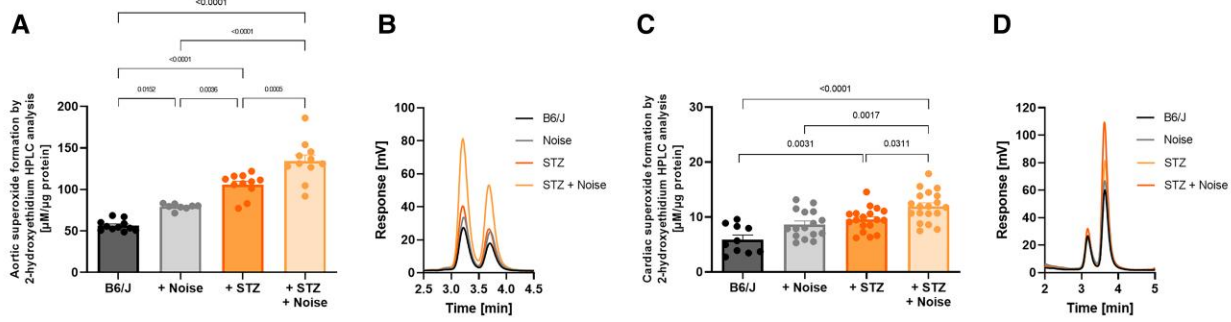 A
<0.0001
<0.0001
<0.0001
0.0152
0.0036
0.0005
Aortic superoxide formation by
2-hydroxyethidium HPLC analysis
[µM/µg protein]
200
150
100
50
0
B6/J
+ Noise
+ STZ
+ STZ
+ Noise
B
Response [mV]
100
80
60
40
20
0
2.5 3.0 3.5 4.0 4.5
Time [min]
B6/J
Noise
STZ
STZ + Noise
C
<0.0001
0.0017
0.0031
0.0311
Cardiac superoxide formation by
2-hydroxyethidium HPLC analysis
[µM/µg protein]
30
20
10
0
B6/J
+ Noise
+ STZ
+ STZ
+ Noise
D
Response [mV]
120
100
80
60
40
20
0
2 3 4 5
Time [min]
B6/J
Noise
STZ
STZ + Noise